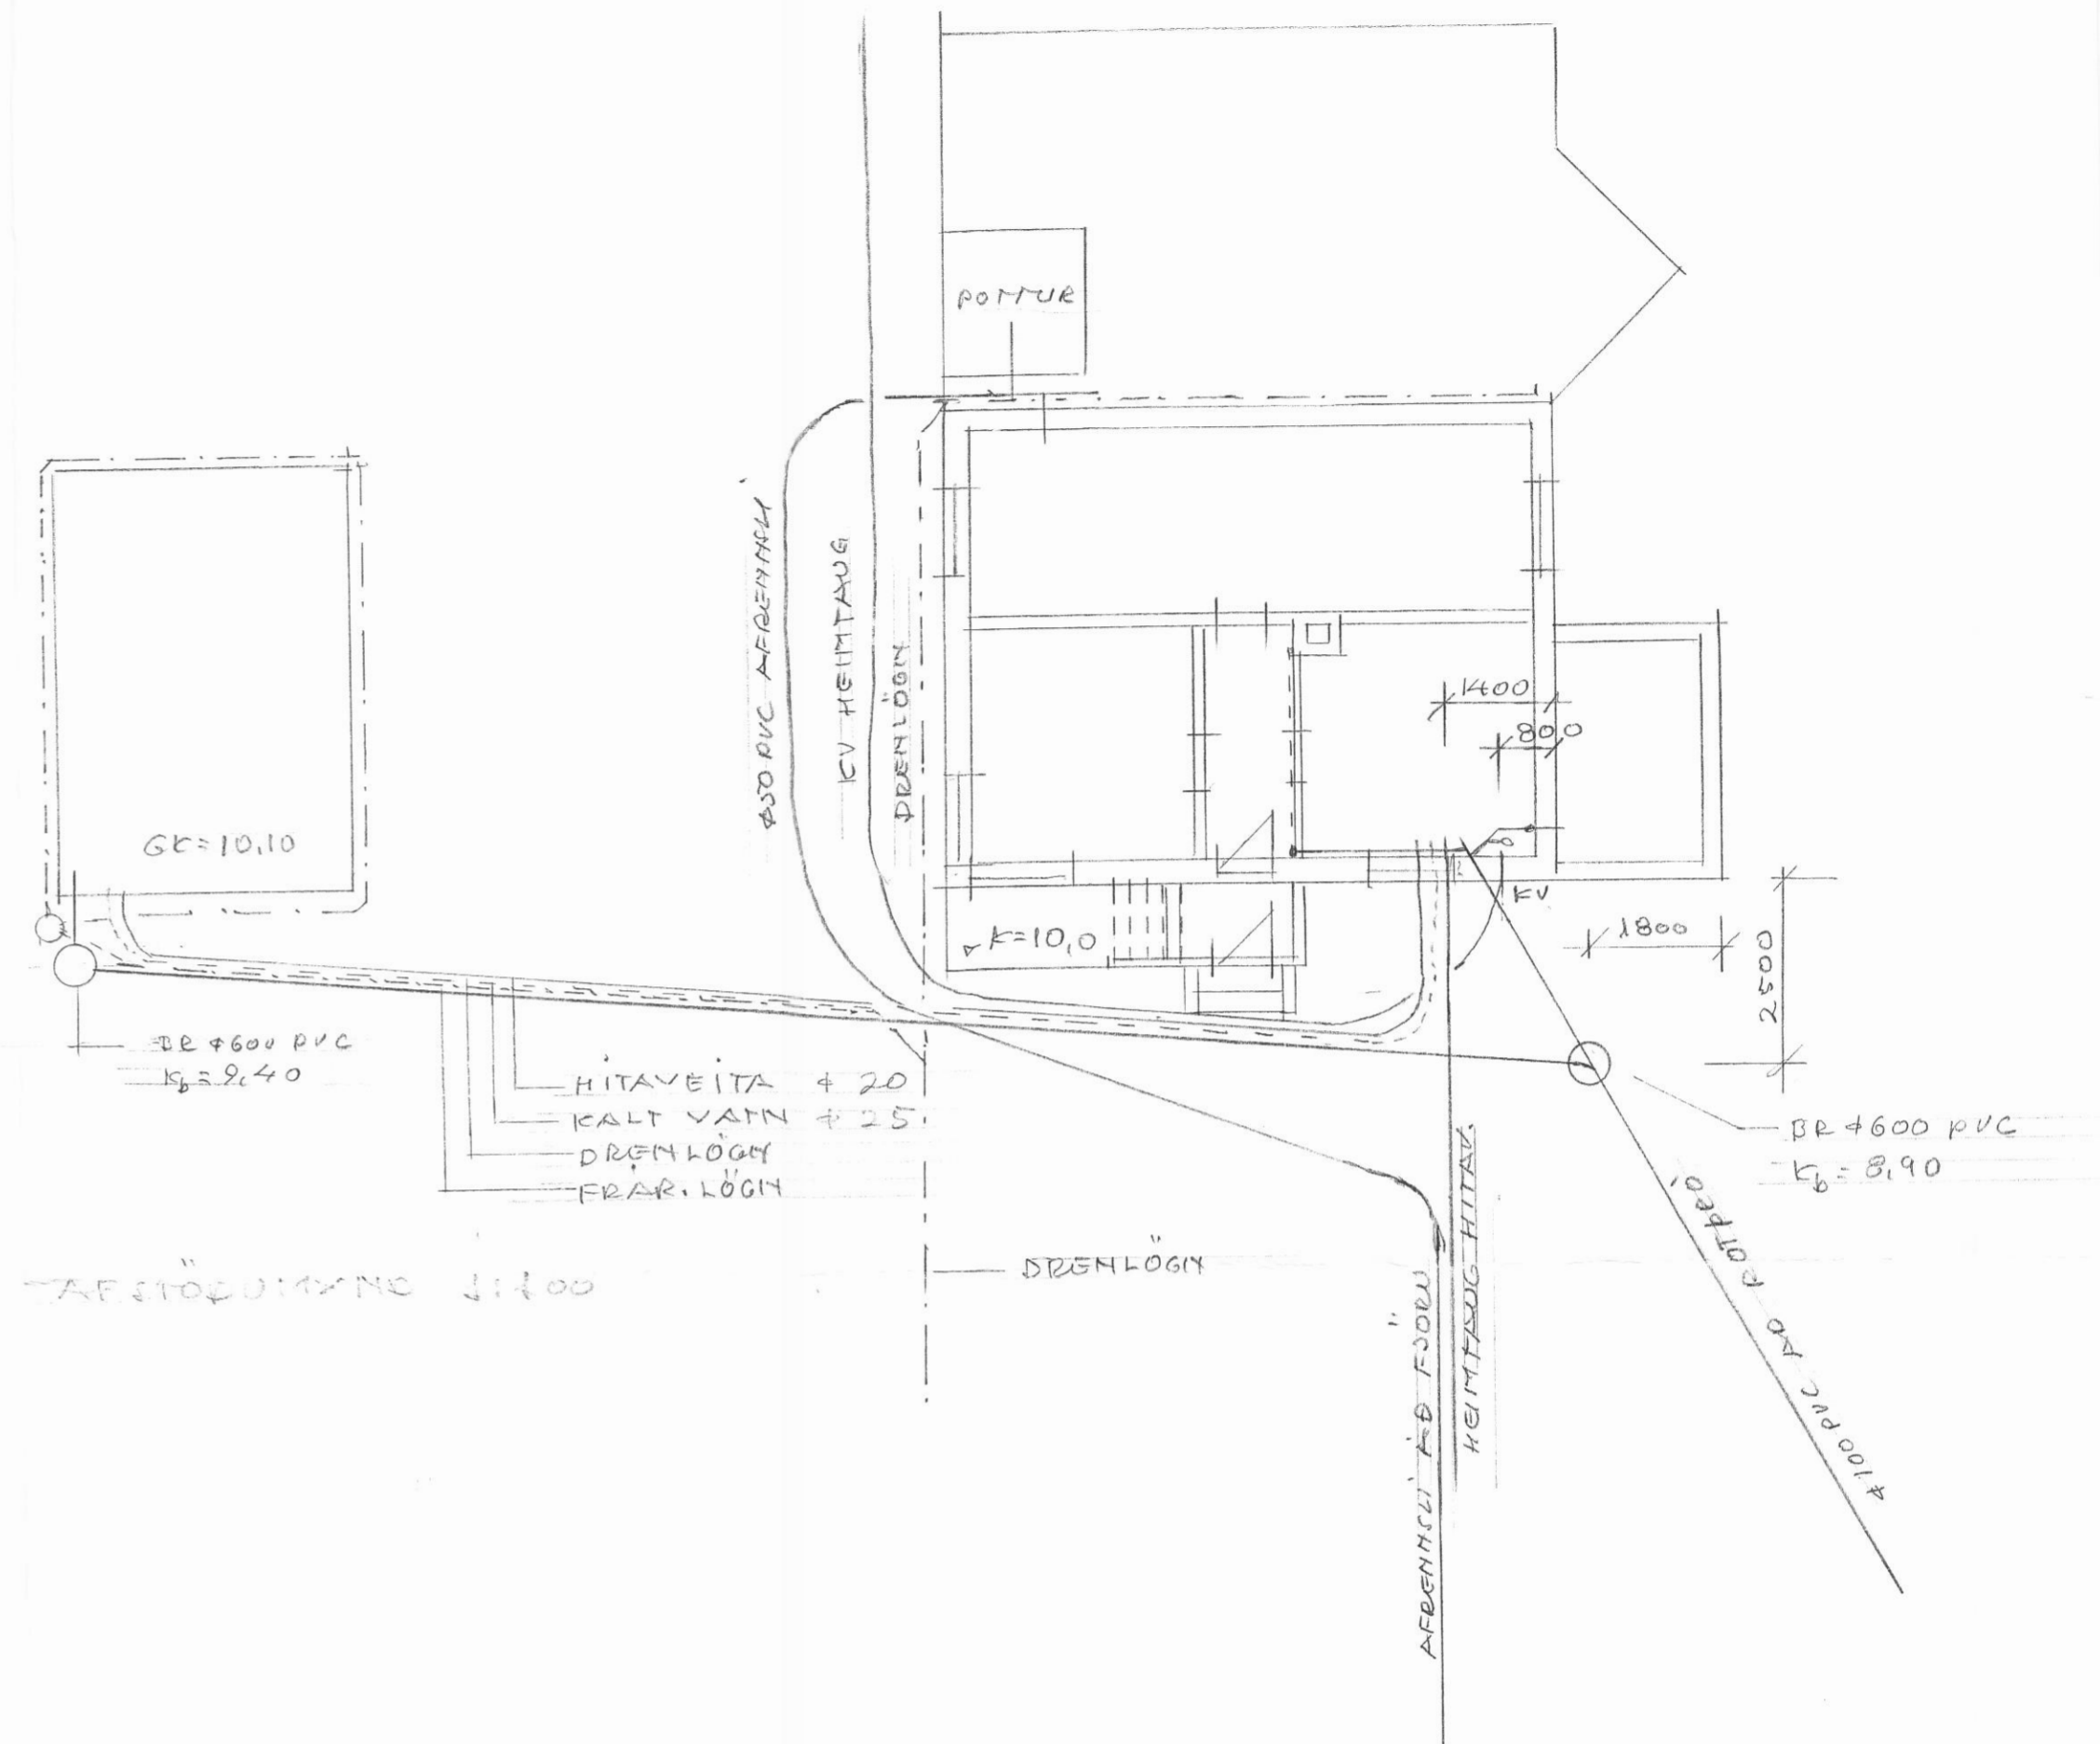 POTTUR
ø50 PVC AFRENNSLI
KV HEIMTAUG
DRENLÖGN
1400
800
GK=10,10
K=10,0
KV
1800
2500
BR ø600 PVC
Kb=9,40
HITAVEITA ø 20
KALT VATN ø 25
DRENLÖGN
FRÁR. LÖGN
BR ø600 PVC
Kb=8,90
DRENLÖGN
AFSTÖÐUMYND 1:100
AFRENNSLI AÐ FJÖRU
HEIMTAUG HITAV.
ø100 PVC AÐ ROTÞRÓ